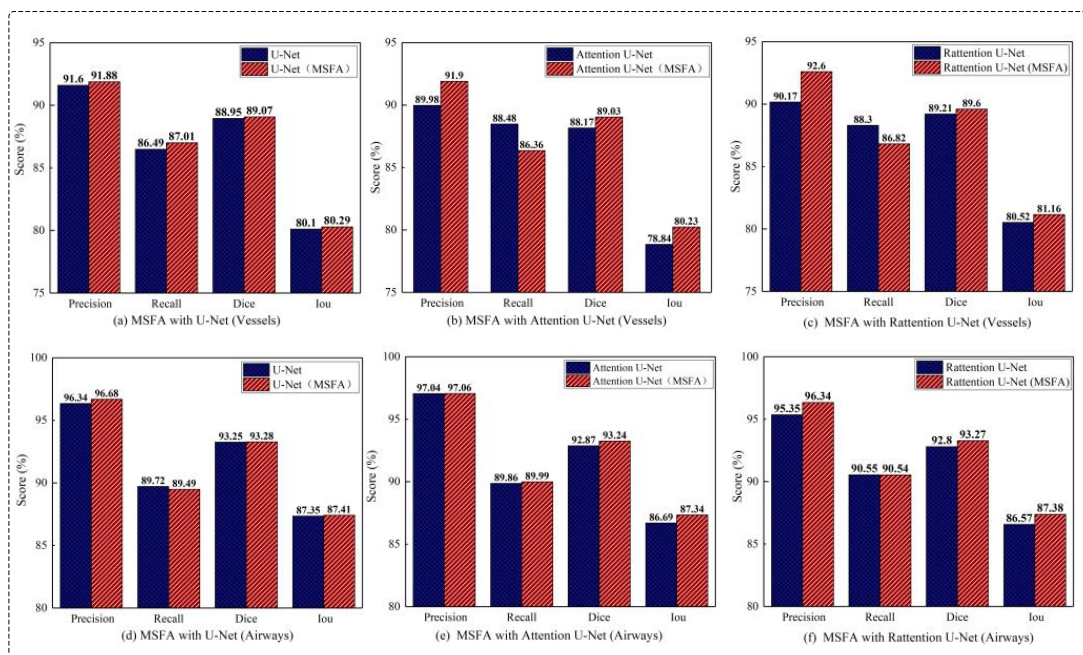 95
90
85
80
75
Score (%)
U-Net
U-Net（MSFA）
91.6 91.88
86.49 87.01
88.95 89.07
80.1 80.29
Precision Recall Dice Iou
(a) MSFA with U-Net (Vessels)
95
90
85
80
75
Score (%)
Attention U-Net
Attention U-Net（MSFA）
89.98 91.9
88.48 86.36
88.17 89.03
78.84 80.23
Precision Recall Dice Iou
(b) MSFA with Attention U-Net (Vessels)
95
90
85
80
75
Score (%)
Rattention U-Net
Rattention U-Net (MSFA)
90.17 92.6
88.3 86.82
89.21 89.6
80.52 81.16
Precision Recall Dice Iou
(c) MSFA with Rattention U-Net (Vessels)
100
95
90
85
80
Score (%)
U-Net
U-Net（MSFA）
96.34 96.68
89.72 89.49
93.25 93.28
87.35 87.41
Precision Recall Dice Iou
(d) MSFA with U-Net (Airways)
100
95
90
85
80
Score (%)
Attention U-Net
Attention U-Net（MSFA）
97.04 97.06
89.86 89.99
92.87 93.24
86.69 87.34
Precision Recall Dice Iou
(e) MSFA with Attention U-Net (Airways)
100
95
90
85
80
Score (%)
Rattention U-Net
Rattention U-Net (MSFA)
95.35 96.34
90.55 90.54
92.8 93.27
86.57 87.38
Precision Recall Dice Iou
(f) MSFA with Rattention U-Net (Airways)